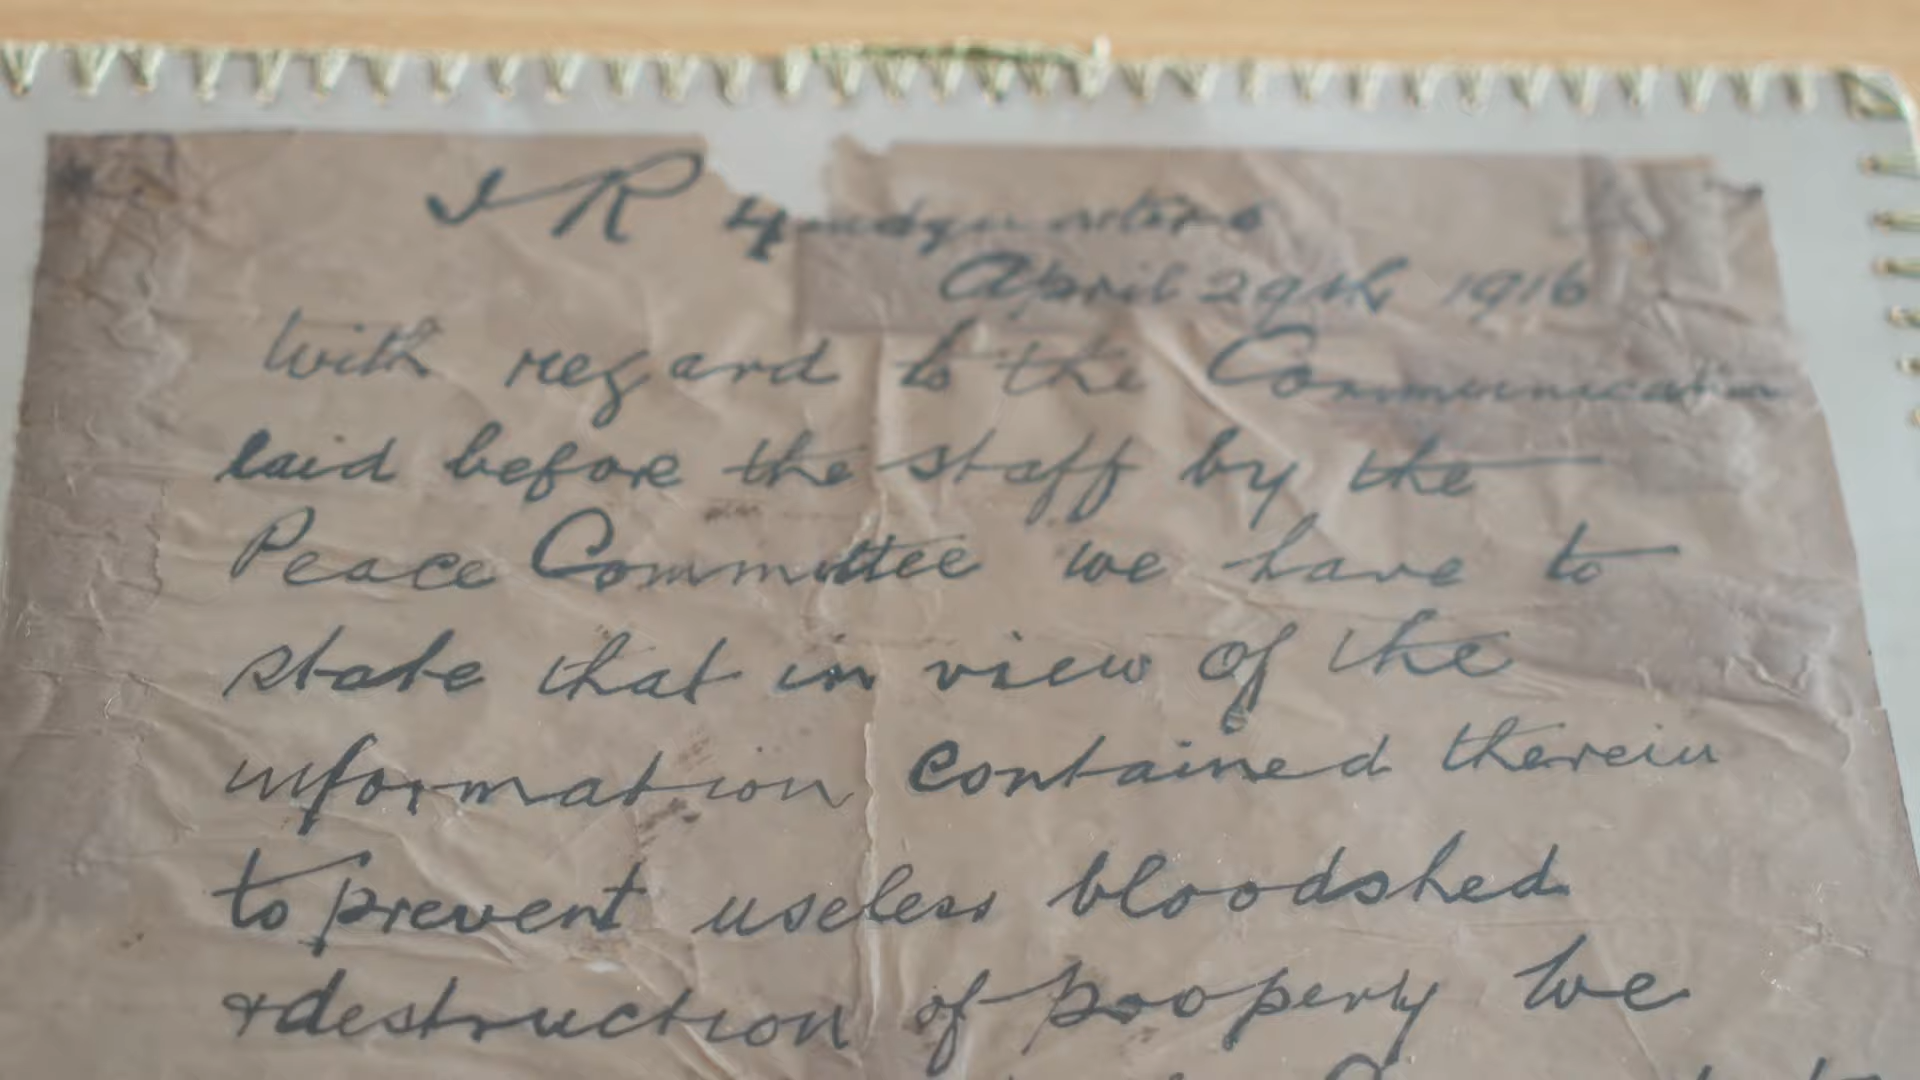 I R Headquarters
April 29th 1916
With regard to the Communication
laid before the staff by the
Peace Committee we have to
state that in view of the
information contained therein
to prevent useless bloodshed
& destruction of property we